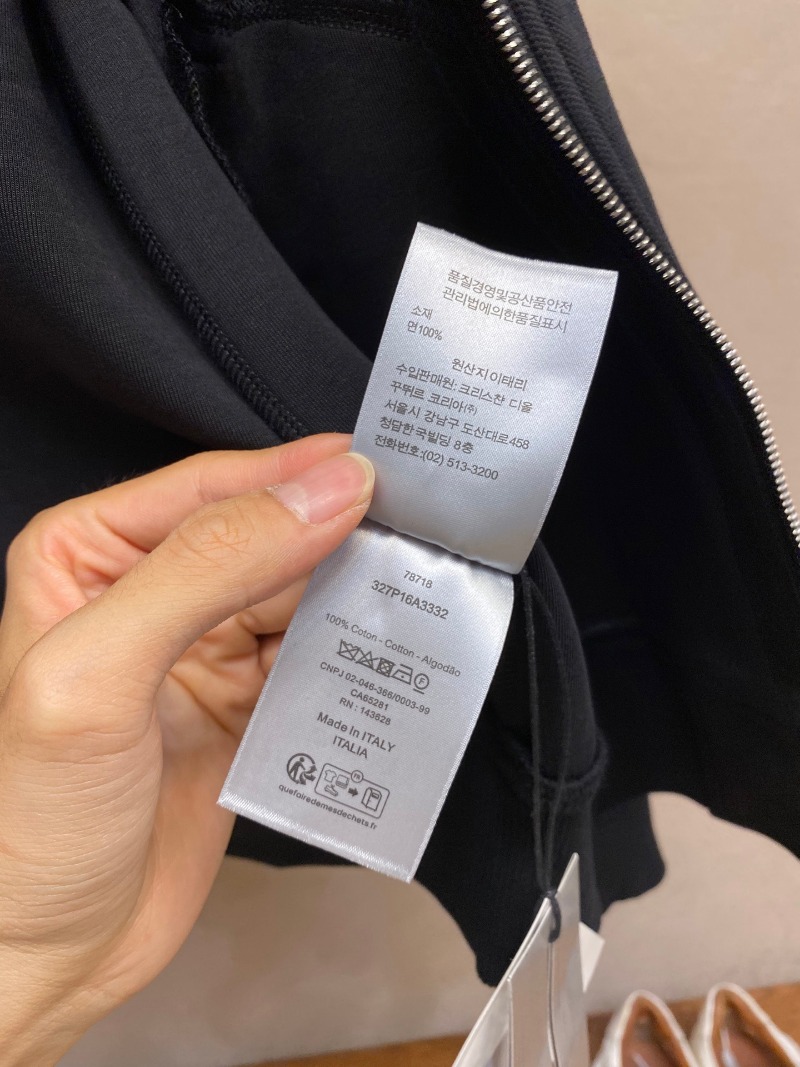 품질경영및공산품안전
관리법에의한품질표시
소재
면100%
원산지이태리
수입판매원: 크리스챤 디올
꾸뛰르 코리아㈜
서울시 강남구 도산대로458
청담한국빌딩 8층
전화번호:(02) 513-3200
78718
327P16A3332
100% Coton - Cotton - Algodão
F
CNPJ 02-046-366/0003-99
CA65281
RN : 143628
Made in ITALY
ITALIA
FR
quefairedemesdechets.fr